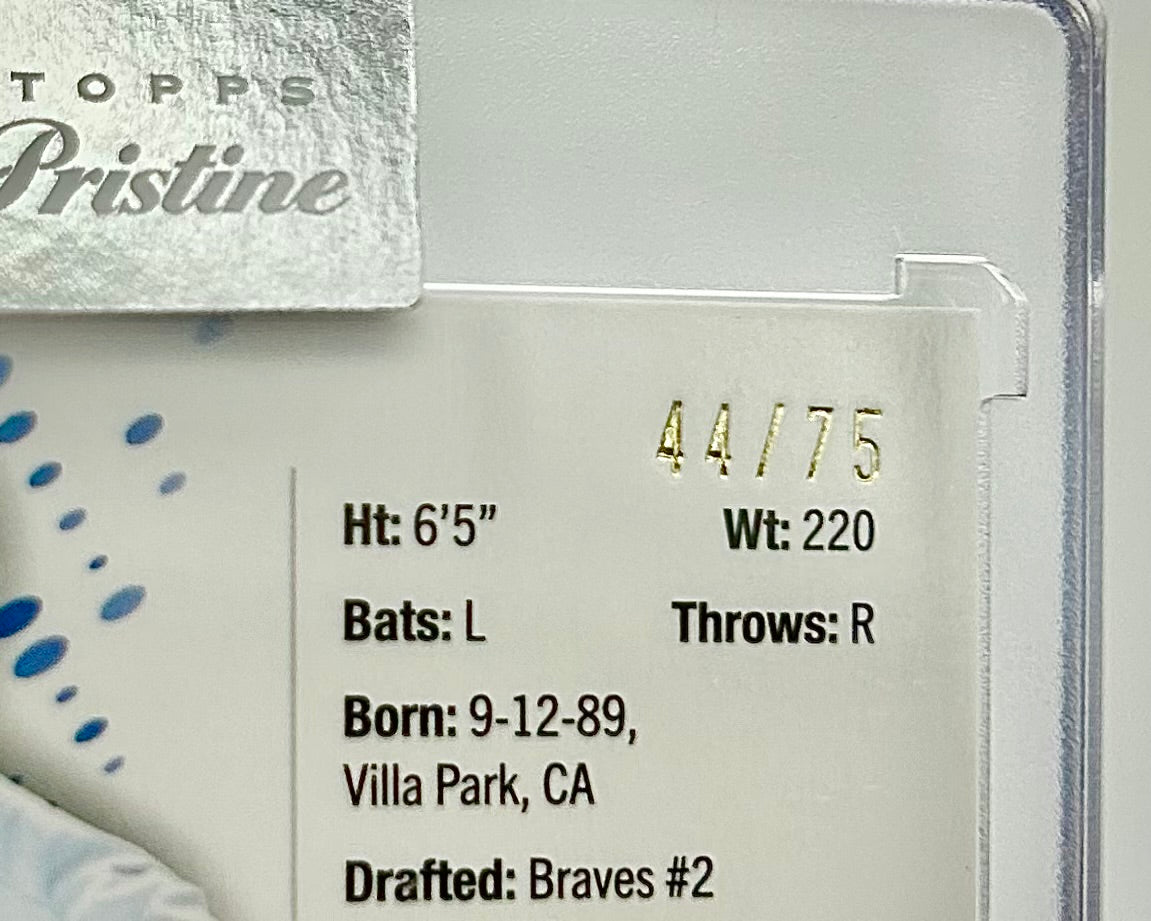 TOPPS
Pristine
44/75
Ht: 6’5” Wt: 220
Bats: L Throws: R
Born: 9-12-89,
Villa Park, CA
Drafted: Braves #2